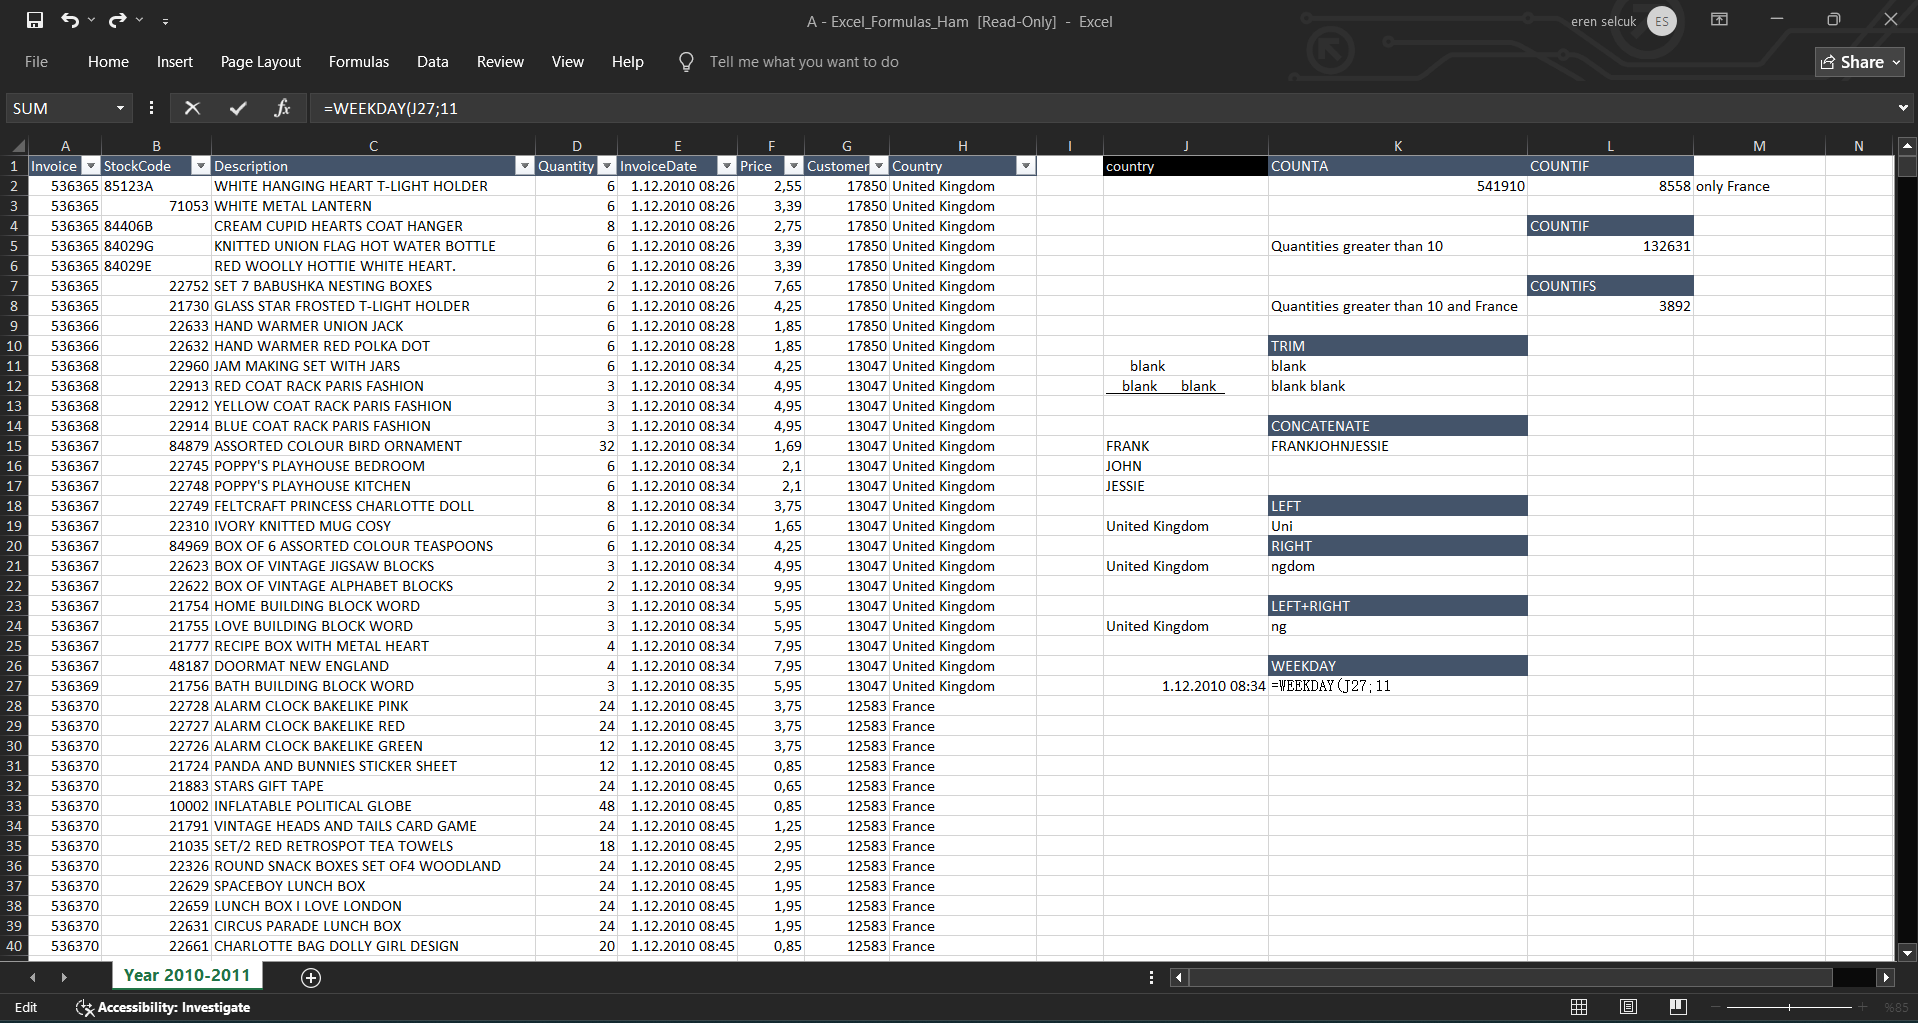 A - Excel_Formulas_Ham [Read-Only] - Excel
eren selcuk ES
File Home Insert Page Layout Formulas Data Review View Help Tell me what you want to do Share
SUM fx =WEEKDAY(J27;11
A B C D E F G H I J K L M N
1 Invoice StockCode Description Quantity InvoiceDate Price Customer Country country COUNTA COUNTIF
2 536365 85123A WHITE HANGING HEART T-LIGHT HOLDER 6 1.12.2010 08:26 2,55 17850 United Kingdom 541910 8558 only France
3 536365 71053 WHITE METAL LANTERN 6 1.12.2010 08:26 3,39 17850 United Kingdom
4 536365 84406B CREAM CUPID HEARTS COAT HANGER 8 1.12.2010 08:26 2,75 17850 United Kingdom COUNTIF
5 536365 84029G KNITTED UNION FLAG HOT WATER BOTTLE 6 1.12.2010 08:26 3,39 17850 United Kingdom Quantities greater than 10 132631
6 536365 84029E RED WOOLLY HOTTIE WHITE HEART. 6 1.12.2010 08:26 3,39 17850 United Kingdom
7 536365 22752 SET 7 BABUSHKA NESTING BOXES 2 1.12.2010 08:26 7,65 17850 United Kingdom COUNTIFS
8 536365 21730 GLASS STAR FROSTED T-LIGHT HOLDER 6 1.12.2010 08:26 4,25 17850 United Kingdom Quantities greater than 10 and France 3892
9 536366 22633 HAND WARMER UNION JACK 6 1.12.2010 08:28 1,85 17850 United Kingdom
10 536366 22632 HAND WARMER RED POLKA DOT 6 1.12.2010 08:28 1,85 17850 United Kingdom TRIM
11 536368 22960 JAM MAKING SET WITH JARS 6 1.12.2010 08:34 4,25 13047 United Kingdom blank blank
12 536368 22913 RED COAT RACK PARIS FASHION 3 1.12.2010 08:34 4,95 13047 United Kingdom blank blank blank blank
13 536368 22912 YELLOW COAT RACK PARIS FASHION 3 1.12.2010 08:34 4,95 13047 United Kingdom
14 536368 22914 BLUE COAT RACK PARIS FASHION 3 1.12.2010 08:34 4,95 13047 United Kingdom CONCATENATE
15 536367 84879 ASSORTED COLOUR BIRD ORNAMENT 32 1.12.2010 08:34 1,69 13047 United Kingdom FRANK FRANKJOHNJESSIE
16 536367 22745 POPPY'S PLAYHOUSE BEDROOM 6 1.12.2010 08:34 2,1 13047 United Kingdom JOHN
17 536367 22748 POPPY'S PLAYHOUSE KITCHEN 6 1.12.2010 08:34 2,1 13047 United Kingdom JESSIE
18 536367 22749 FELTCRAFT PRINCESS CHARLOTTE DOLL 8 1.12.2010 08:34 3,75 13047 United Kingdom LEFT
19 536367 22310 IVORY KNITTED MUG COSY 6 1.12.2010 08:34 1,65 13047 United Kingdom United Kingdom Uni
20 536367 84969 BOX OF 6 ASSORTED COLOUR TEASPOONS 6 1.12.2010 08:34 4,25 13047 United Kingdom RIGHT
21 536367 22623 BOX OF VINTAGE JIGSAW BLOCKS 3 1.12.2010 08:34 4,95 13047 United Kingdom United Kingdom ngdom
22 536367 22622 BOX OF VINTAGE ALPHABET BLOCKS 2 1.12.2010 08:34 9,95 13047 United Kingdom
23 536367 21754 HOME BUILDING BLOCK WORD 3 1.12.2010 08:34 5,95 13047 United Kingdom LEFT+RIGHT
24 536367 21755 LOVE BUILDING BLOCK WORD 3 1.12.2010 08:34 5,95 13047 United Kingdom United Kingdom ng
25 536367 21777 RECIPE BOX WITH METAL HEART 4 1.12.2010 08:34 7,95 13047 United Kingdom
26 536367 48187 DOORMAT NEW ENGLAND 4 1.12.2010 08:34 7,95 13047 United Kingdom WEEKDAY
27 536369 21756 BATH BUILDING BLOCK WORD 3 1.12.2010 08:35 5,95 13047 United Kingdom 1.12.2010 08:34 =WEEKDAY(J27;11
28 536370 22728 ALARM CLOCK BAKELIKE PINK 24 1.12.2010 08:45 3,75 12583 France
29 536370 22727 ALARM CLOCK BAKELIKE RED 24 1.12.2010 08:45 3,75 12583 France
30 536370 22726 ALARM CLOCK BAKELIKE GREEN 12 1.12.2010 08:45 3,75 12583 France
31 536370 21724 PANDA AND BUNNIES STICKER SHEET 12 1.12.2010 08:45 0,85 12583 France
32 536370 21883 STARS GIFT TAPE 24 1.12.2010 08:45 0,65 12583 France
33 536370 10002 INFLATABLE POLITICAL GLOBE 48 1.12.2010 08:45 0,85 12583 France
34 536370 21791 VINTAGE HEADS AND TAILS CARD GAME 24 1.12.2010 08:45 1,25 12583 France
35 536370 21035 SET/2 RED RETROSPOT TEA TOWELS 18 1.12.2010 08:45 2,95 12583 France
36 536370 22326 ROUND SNACK BOXES SET OF4 WOODLAND 24 1.12.2010 08:45 2,95 12583 France
37 536370 22629 SPACEBOY LUNCH BOX 24 1.12.2010 08:45 1,95 12583 France
38 536370 22659 LUNCH BOX I LOVE LONDON 24 1.12.2010 08:45 1,95 12583 France
39 536370 22631 CIRCUS PARADE LUNCH BOX 24 1.12.2010 08:45 1,95 12583 France
40 536370 22661 CHARLOTTE BAG DOLLY GIRL DESIGN 20 1.12.2010 08:45 0,85 12583 France
Year 2010-2011
Edit Accessibility: Investigate %85